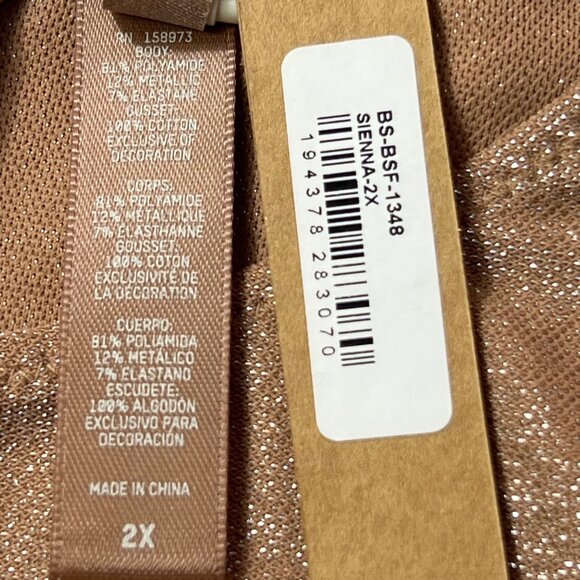 RN: 158973
BODY:
81% POLYAMIDE
12% METALLIC
7% ELASTANE
GUSSET:
100% COTTON
EXCLUSIVE OF
DECORATION
CORPS:
81% POLYAMIDE
12% METALLIQUE
7% ELASTHANNE
GOUSSET:
100% COTON
EXCLUSIVITÉ DE
LA DÉCORATION
CUERPO:
81% POLIAMIDA
12% METÁLICO
7% ELASTANO
ESCUDETE:
100% ALGODÓN
EXCLUSIVO PARA
DECORACIÓN
MADE IN CHINA
2X
BS-BSF-1348
SIENNA-2X
194378 283070